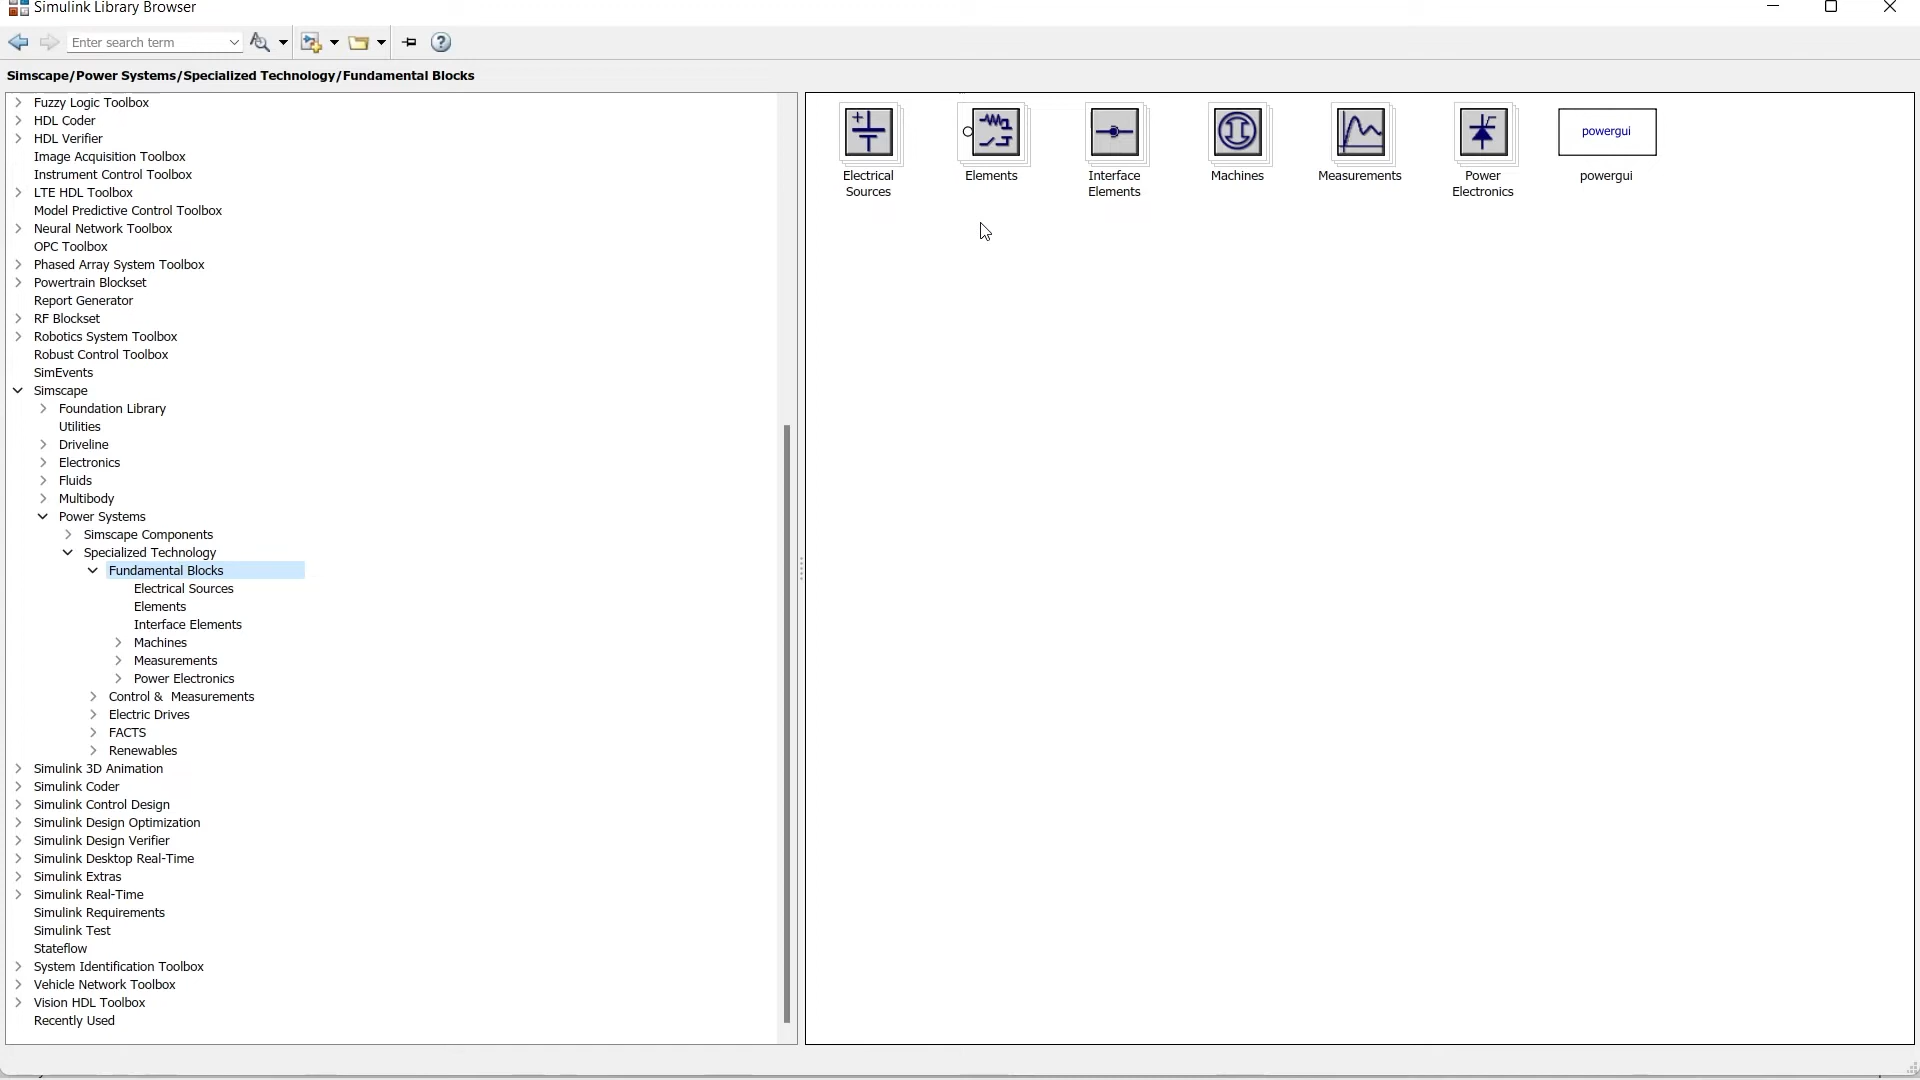 Simulink Library Browser
Enter search term
Simscape/Power Systems/Specialized Technology/Fundamental Blocks
Fuzzy Logic Toolbox
HDL Coder
HDL Verifier
Image Acquisition Toolbox
Instrument Control Toolbox
LTE HDL Toolbox
Model Predictive Control Toolbox
Neural Network Toolbox
OPC Toolbox
Phased Array System Toolbox
Powertrain Blockset
Report Generator
RF Blockset
Robotics System Toolbox
Robust Control Toolbox
SimEvents
Simscape
Foundation Library
Utilities
Driveline
Electronics
Fluids
Multibody
Power Systems
Simscape Components
Specialized Technology
Fundamental Blocks
Electrical Sources
Elements
Interface Elements
Machines
Measurements
Power Electronics
Control & Measurements
Electric Drives
FACTS
Renewables
Simulink 3D Animation
Simulink Coder
Simulink Control Design
Simulink Design Optimization
Simulink Design Verifier
Simulink Desktop Real-Time
Simulink Extras
Simulink Real-Time
Simulink Requirements
Simulink Test
Stateflow
System Identification Toolbox
Vehicle Network Toolbox
Vision HDL Toolbox
Recently Used
Electrical
Sources
Elements
Interface
Elements
Machines
Measurements
Power
Electronics
powergui
powergui